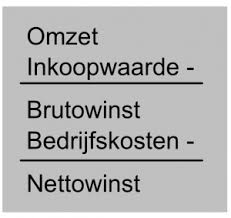 Omzet
Inkoopwaarde -
Brutowinst
Bedrijfskosten -
Nettowinst